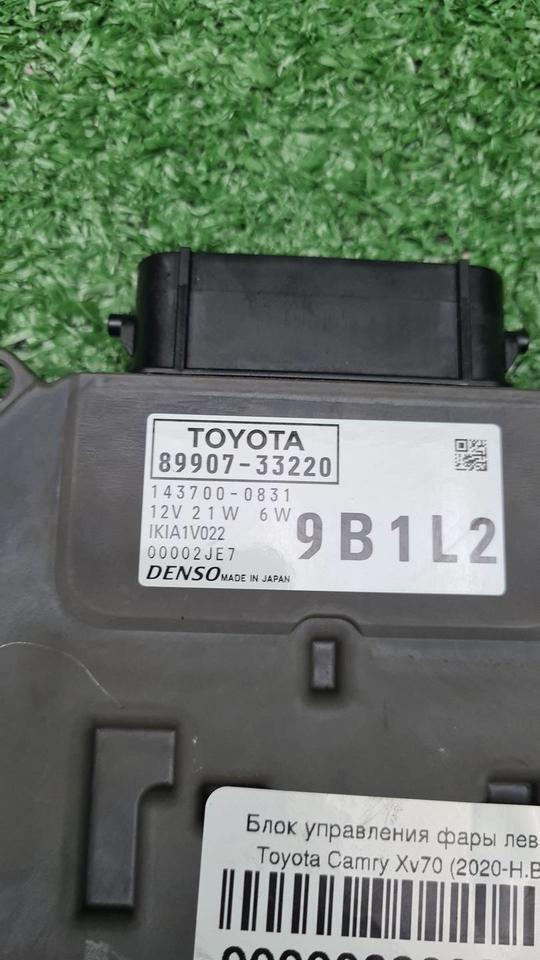 TOYOTA
89907-33220
143700-0831
12V 21W 6W
IKIA1V022
00002JE7
9B1L2
DENSO MADE IN JAPAN
Блок управления фары лев
Toyota Camry Xv70 (2020-Н.В